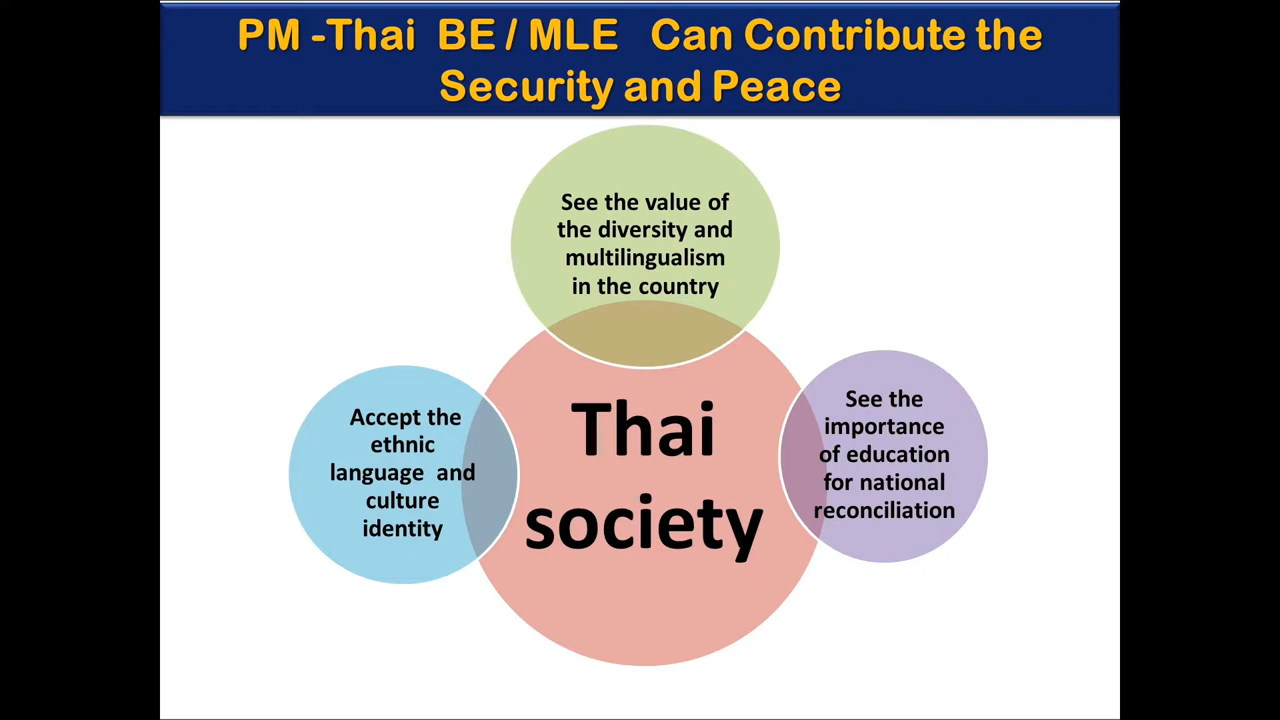 PM -Thai BE / MLE Can Contribute the
Security and Peace
See the value of
the diversity and
multilingualism
in the country
Accept the
ethnic
language and
culture
identity
Thai
society
See the
importance
of education
for national
reconciliation